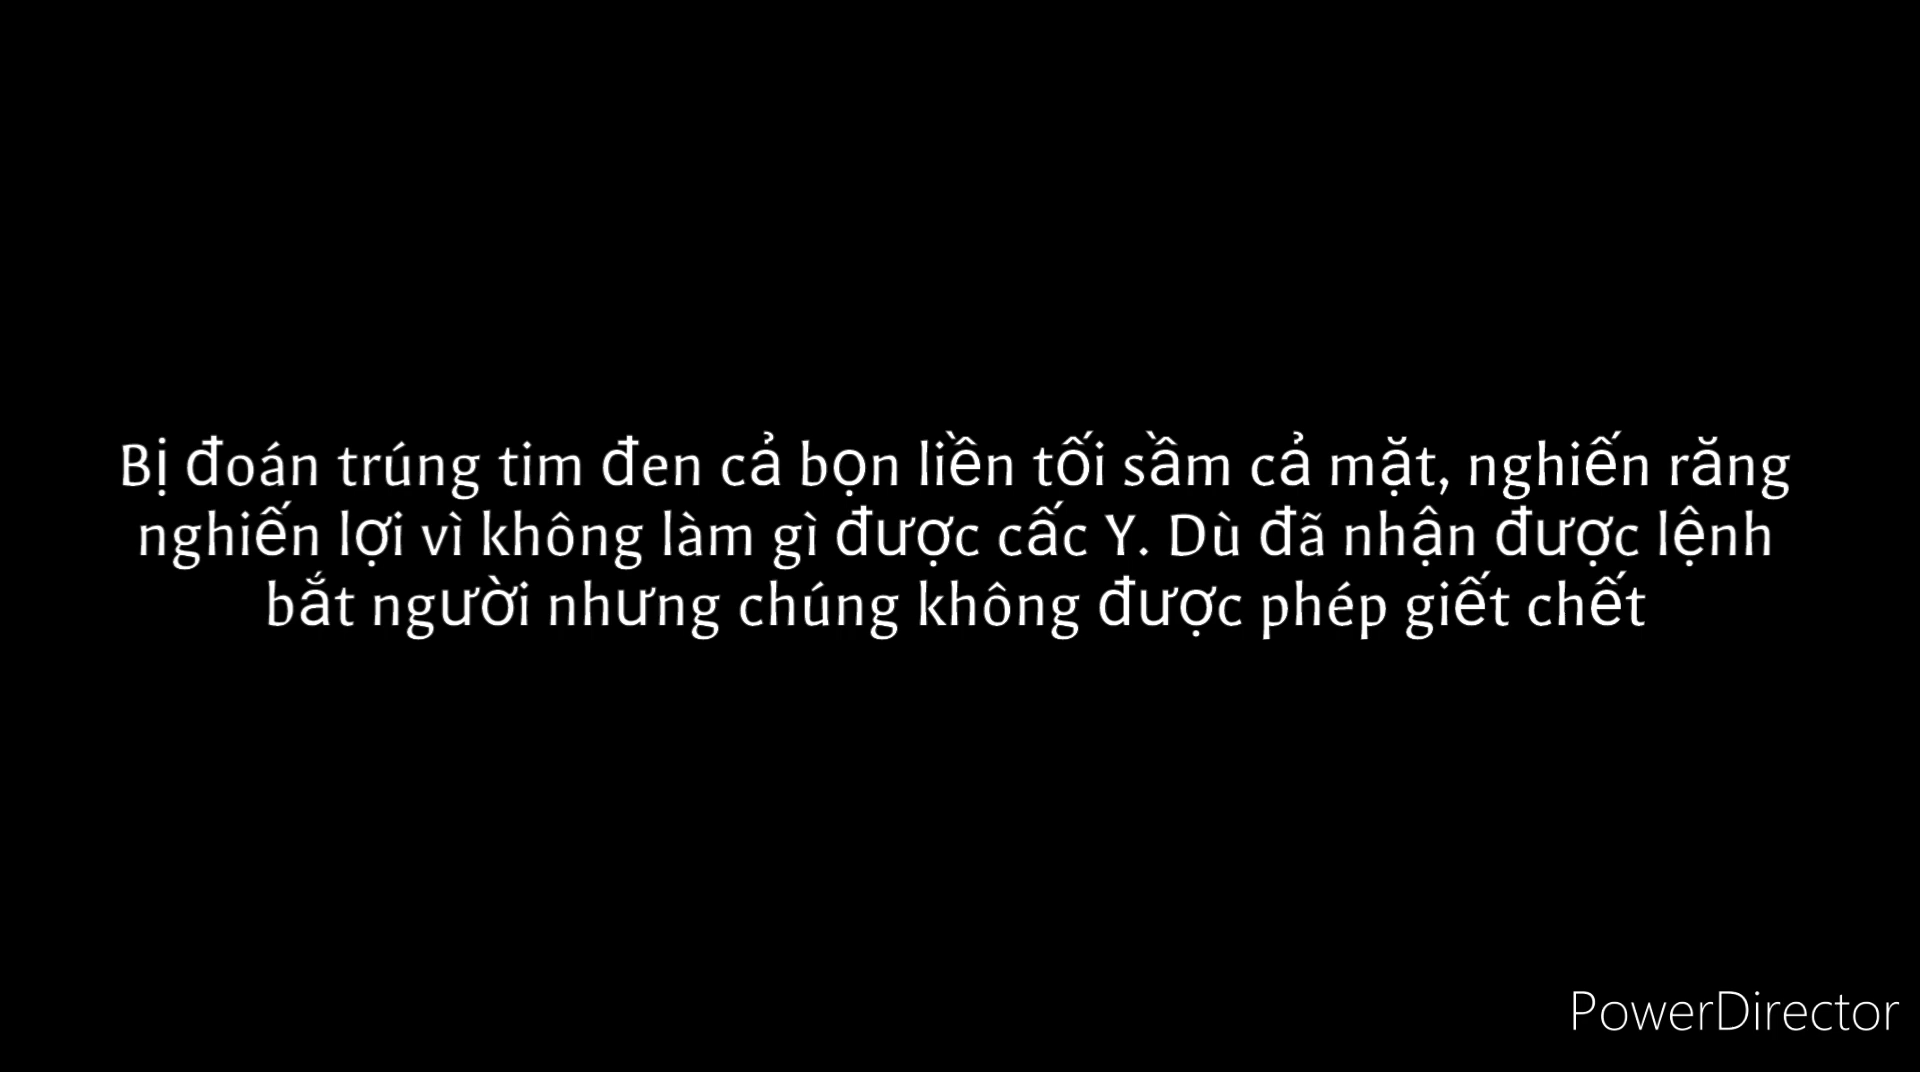 Bị đoán trúng tim đen cả bọn liền tối sầm cả mặt, nghiến răng
nghiến lợi vì không làm gì được cấc Y. Dù đã nhận được lệnh
bắt người nhưng chúng không được phép giết chết
PowerDirector